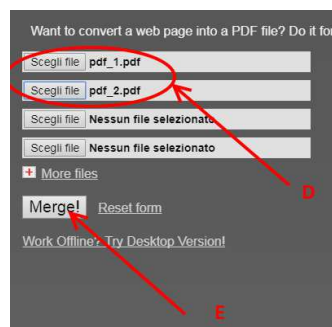 Want to convert a web page into a PDF file? Do it for
Scegli file pdf_1.pdf
Scegli file pdf_2.pdf
Scegli file Nessun file selezionato
Scegli file Nessun file selezionato
+ More files
D
Merge! Reset form
Work Offline? Try Desktop Version!
E